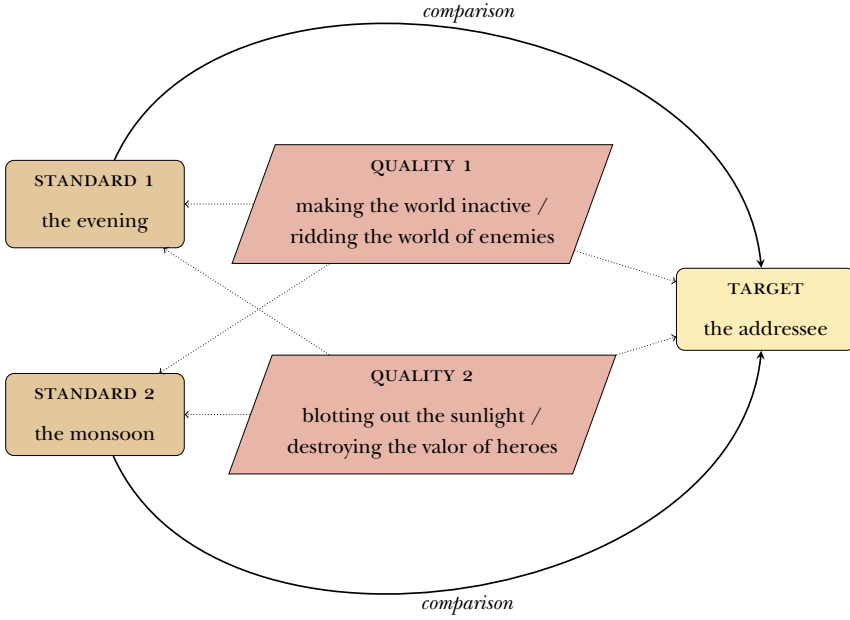 comparison
STANDARD 1
the evening
QUALITY 1
making the world inactive /
ridding the world of enemies
TARGET
the addressee
QUALITY 2
blotting out the sunlight /
destroying the valor of heroes
STANDARD 2
the monsoon
comparison